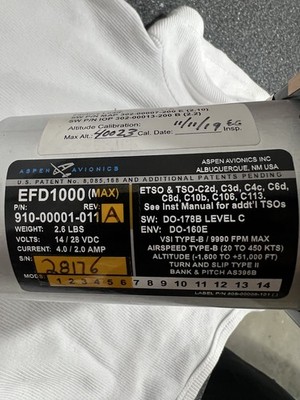 SW P/N IOP 302-00013-200 B (2.2)
Altitude Calibration:
11/11/19 EG
Max Alt: 40023 Cal. Date: Insp.
ASPEN AVIONICS
ASPEN AVIONICS INC
ALBUQUERQUE, NM USA
U.S. PATENT No. 8,085,168 AND ADDITIONAL PATENTS PENDING
EFD1000 (MAX)
P/N: REV:
910-00001-011 A
WEIGHT: 2.6 LBS
VOLTS: 14 / 28 VDC
CURRENT: 4.0 / 2.0 AMP
S/N:
28176
ETSO & TSO-C2d, C3d, C4c, C6d,
C8d, C10b, C106, C113.
See Inst Manual for addt'l TSOs
SW: DO-178B LEVEL C
ENV: DO-160E
VSI TYPE-B / 9990 FPM MAX
AIRSPEED TYPE-B (20 TO 450 KTS)
ALTITUDE (-1,600 TO +51,000 FT)
TURN AND SLIP TYPE II
BANK & PITCH AS396B
1 2 3 4 5 6 7 8 9 10 11 12 13 14